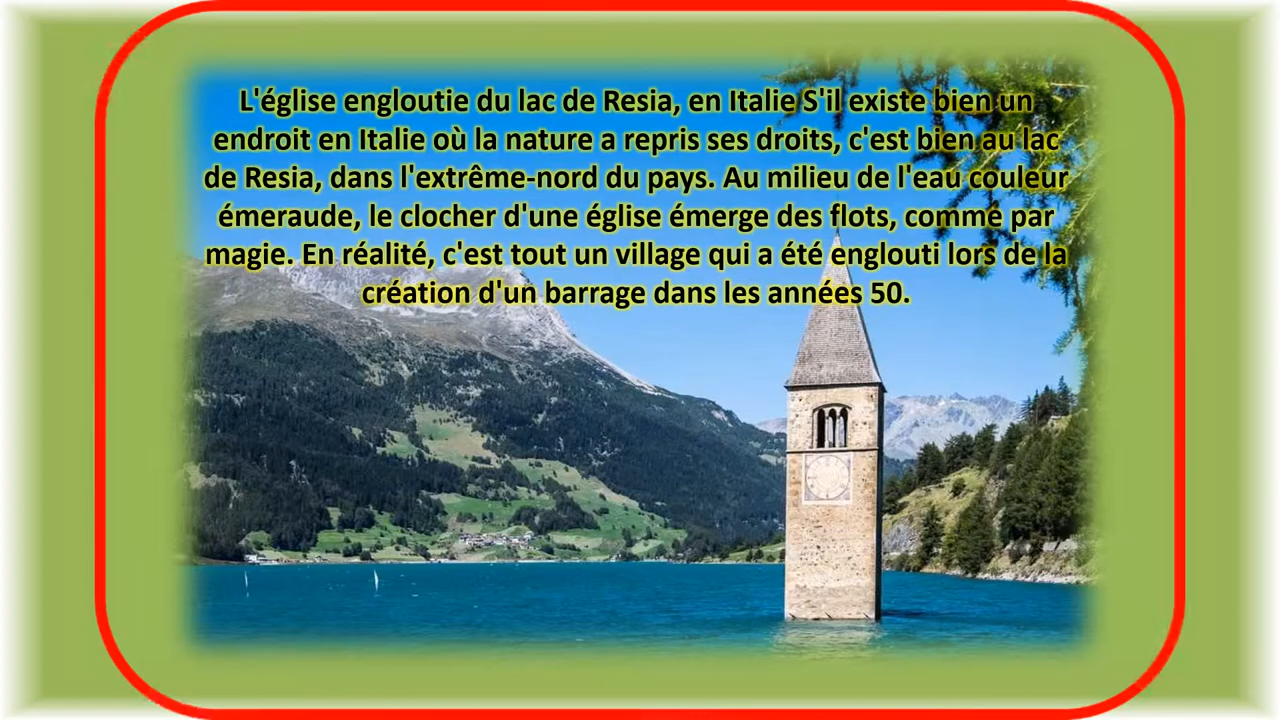 L'église engloutie du lac de Resia, en Italie S'il existe bien un
endroit en Italie où la nature a repris ses droits, c'est bien au lac
de Resia, dans l'extrême-nord du pays. Au milieu de l'eau couleur
émeraude, le clocher d'une église émerge des flots, comme par
magie. En réalité, c'est tout un village qui a été englouti lors de la
création d'un barrage dans les années 50.